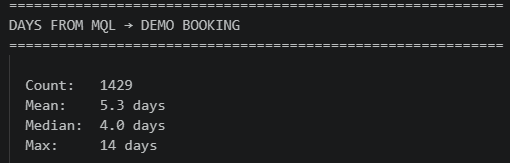 ============================================================
DAYS FROM MQL → DEMO BOOKING
============================================================
Count:   1429
Mean:    5.3 days
Median:  4.0 days
Max:     14 days